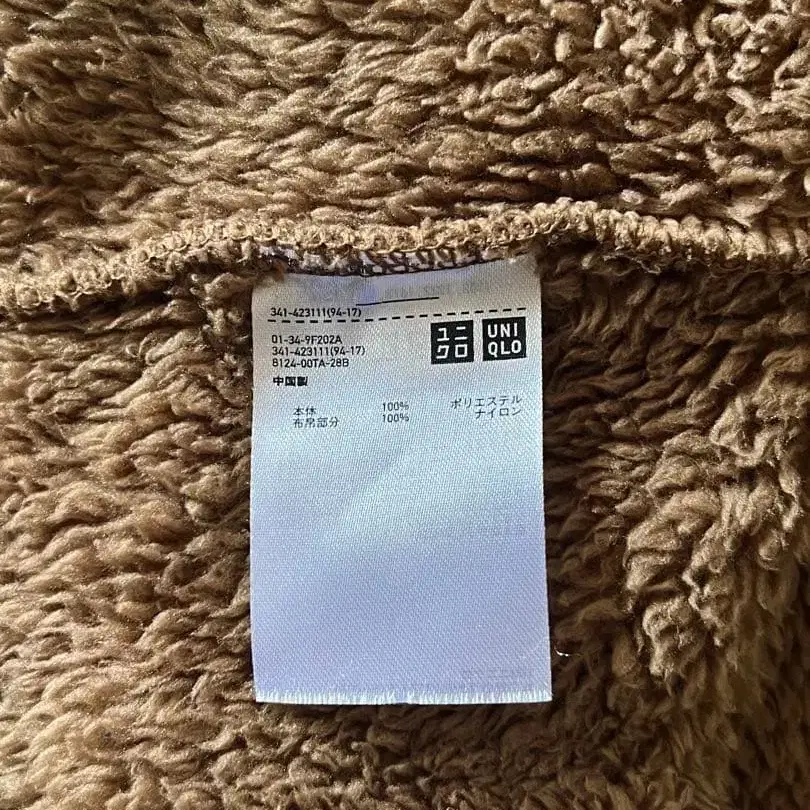 341-423111(94-17)
ユニ
クロ
UNI
QLO
01-34-9F202A
341-423111(94-17)
8124-00TA-28B
中国製
本体 100% ポリエステル
布帛部分 100% ナイロン